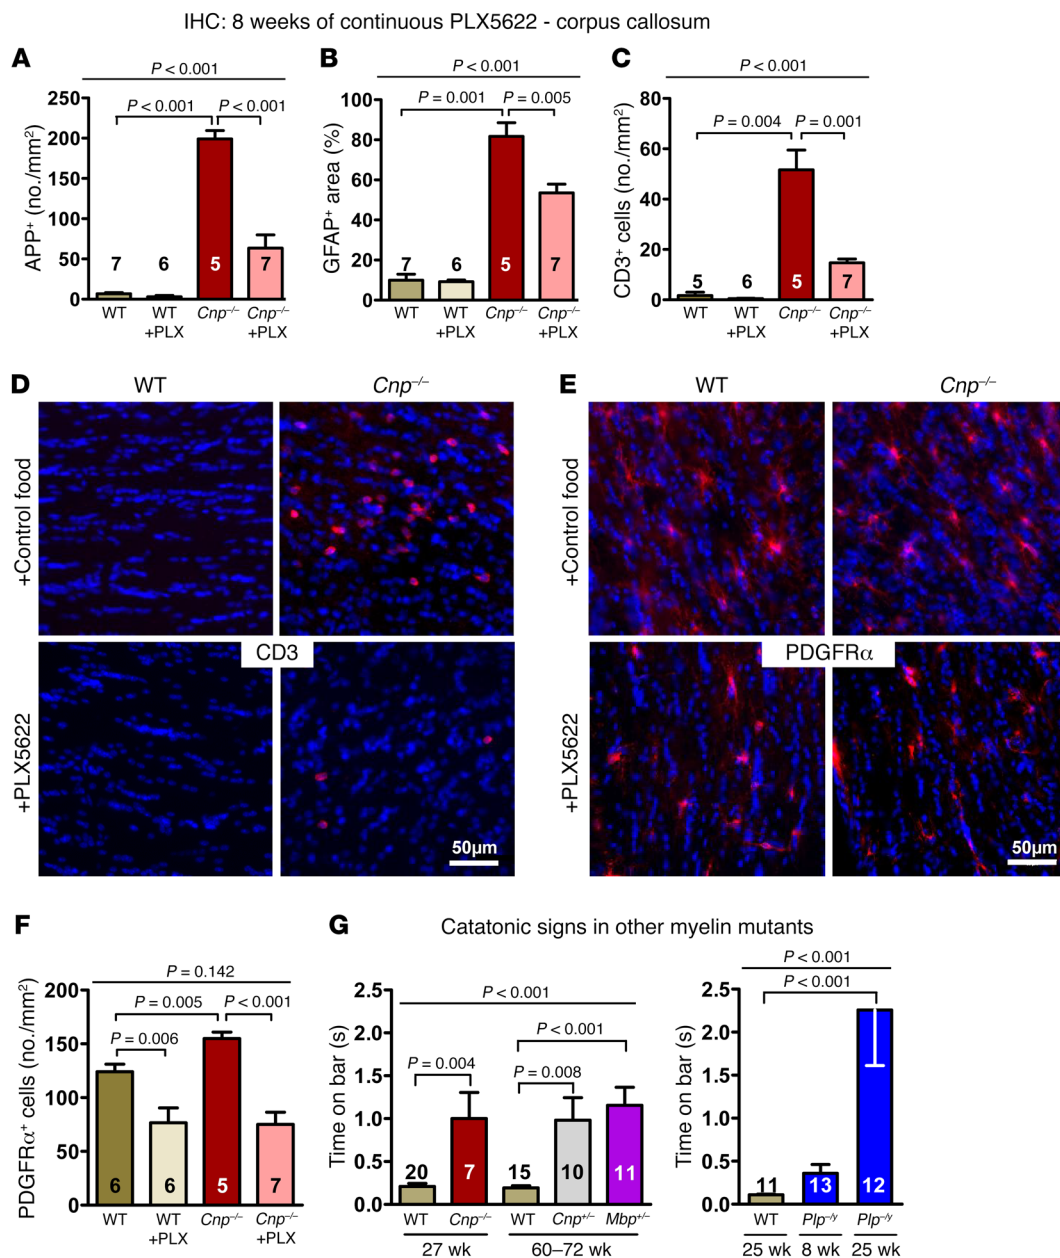 IHC: 8 weeks of continuous PLX5622 - corpus callosum
A
P < 0.001
P < 0.001
P < 0.001
APP⁺ (no./mm²)
250
200
150
100
50
0
7
6
5
7
WT
WT
+PLX
Cnp⁻/⁻
Cnp⁻/⁻
+PLX
B
P < 0.001
P = 0.001
P = 0.005
GFAP⁺ area (%)
100
80
60
40
20
0
7
6
5
7
WT
WT
+PLX
Cnp⁻/⁻
Cnp⁻/⁻
+PLX
C
P < 0.001
P = 0.004
P = 0.001
CD3⁺ cells (no./mm²)
80
60
40
20
0
5
6
5
7
WT
WT
+PLX
Cnp⁻/⁻
Cnp⁻/⁻
+PLX
D
WT
Cnp⁻/⁻
+Control food
CD3
+PLX5622
50µm
E
WT
Cnp⁻/⁻
+Control food
PDGFRα
+PLX5622
50µm
F
P = 0.142
P = 0.005
P < 0.001
P = 0.006
PDGFRα⁺ cells (no./mm²)
200
150
100
50
0
6
6
5
7
WT
WT
+PLX
Cnp⁻/⁻
Cnp⁻/⁻
+PLX
G
Catatonic signs in other myelin mutants
P < 0.001
P < 0.001
P = 0.004
P = 0.008
Time on bar (s)
2.5
2.0
1.5
1.0
0.5
0.0
20
7
15
10
11
WT
Cnp⁻/⁻
WT
Cnp⁺/⁻
Mbp⁺/⁻
27 wk
60–72 wk
P < 0.001
P < 0.001
Time on bar (s)
2.5
2.0
1.5
1.0
0.5
0.0
11
13
12
WT
Plp⁻/y
Plp⁻/y
25 wk
8 wk
25 wk